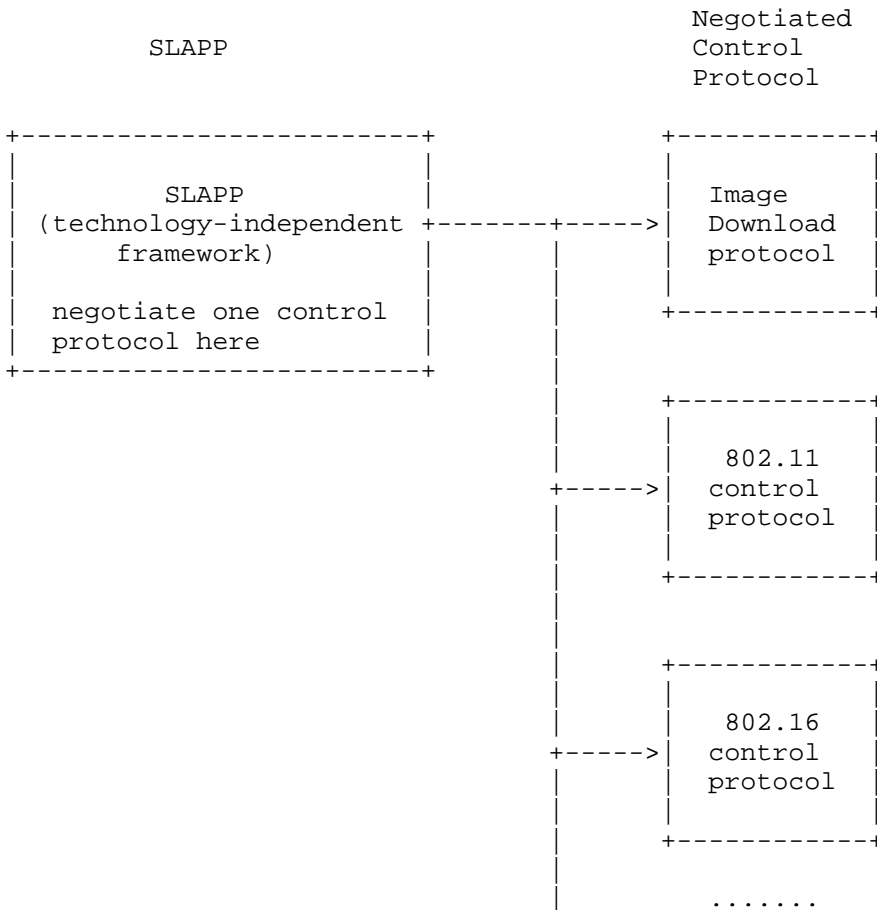 Negotiated
SLAPP Control
Protocol
SLAPP
(technology-independent
framework)
negotiate one control
protocol here
Image
Download
protocol
802.11
control
protocol
802.16
control
protocol
.......